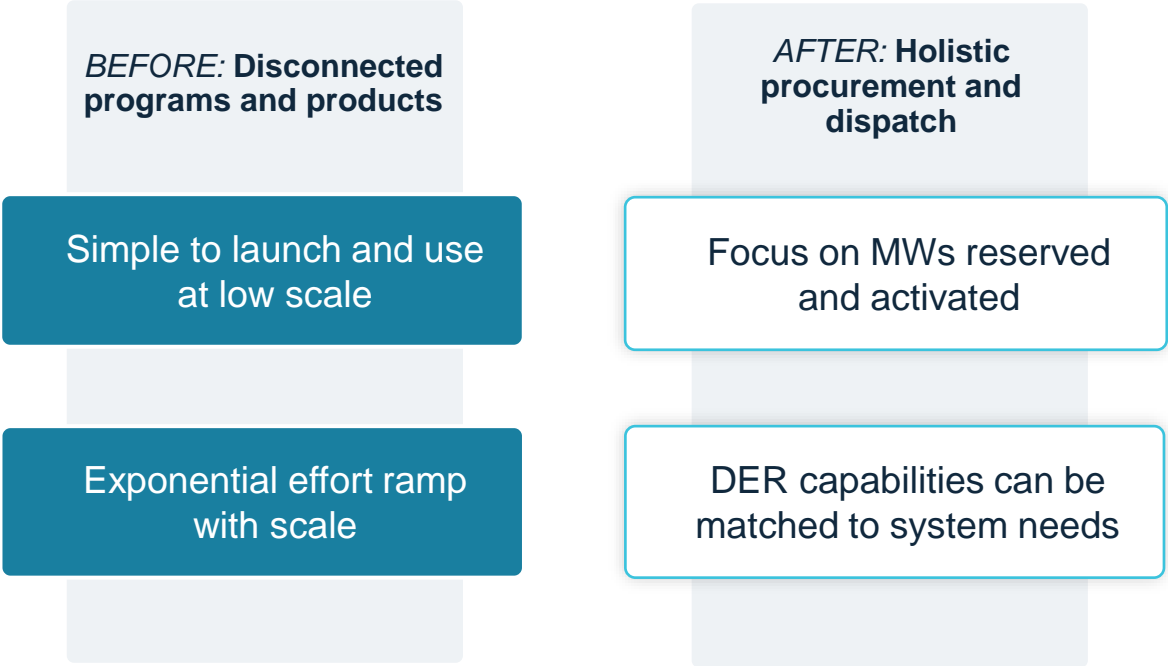 BEFORE: Disconnected
programs and products
Simple to launch and use
at low scale
Exponential effort ramp
with scale
AFTER: Holistic
procurement and
dispatch
Focus on MWs reserved
and activated
DER capabilities can be
matched to system needs